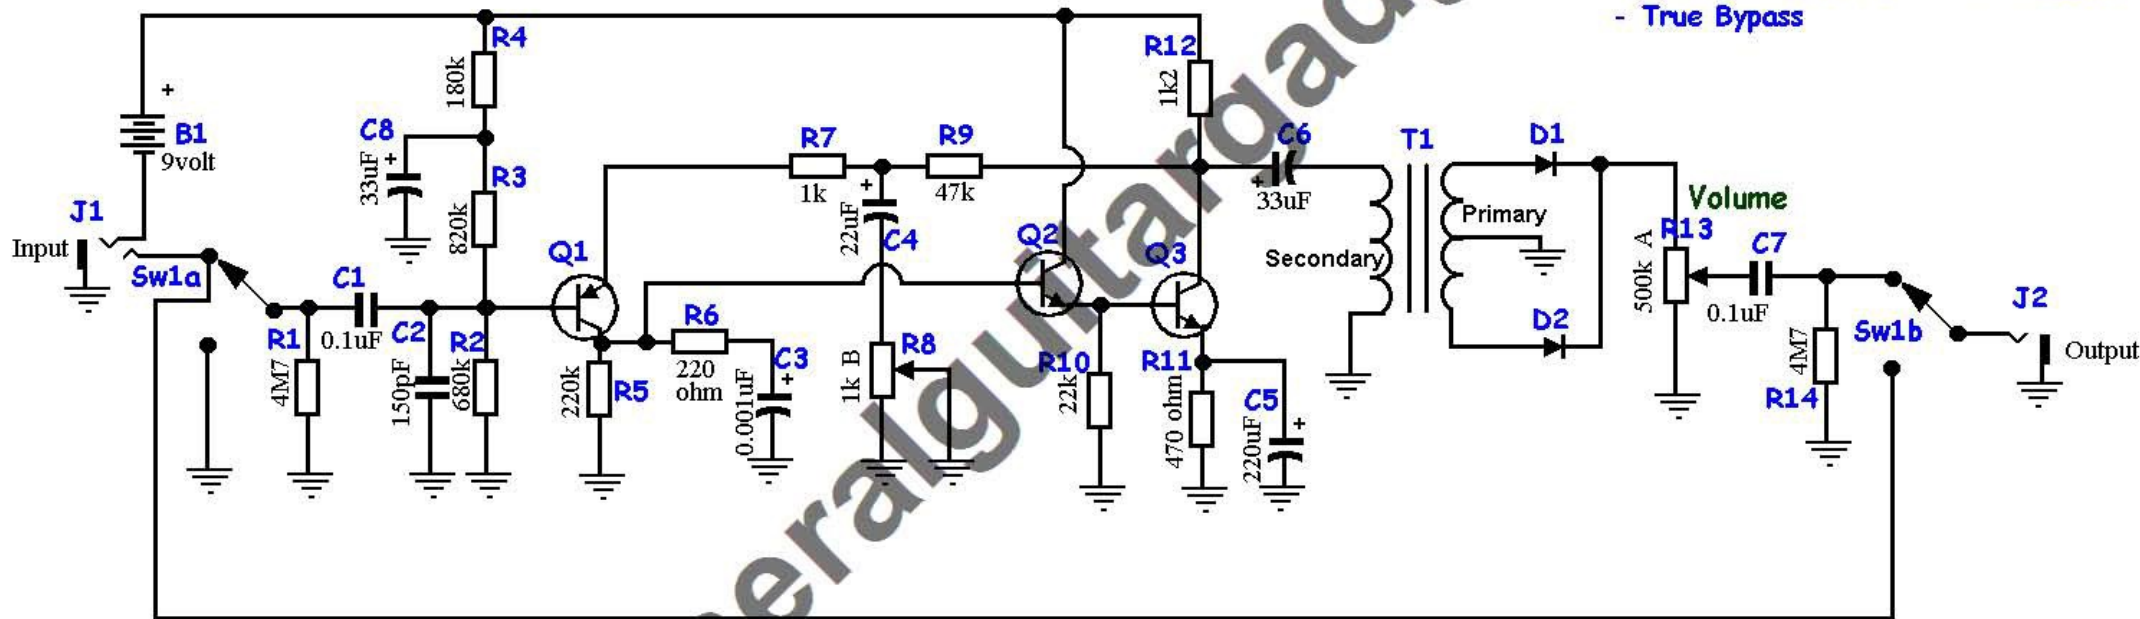 - True Bypass
R4
180k
R12
1k2
+
B1
9volt
C8
33uF
+
R3
820k
R7
1k
R9
47k
C6
+
33uF
T1
D1
J1
Input
Sw1a
C1
0.1uF
Q1
+
22uF
C4
Q2
Q3
Secondary
Primary
Volume
R13
500k A
C7
0.1uF
J2
Output
Sw1b
R1
4M7
C2
150pF
R2
680k
R6
220
ohm
C3
+
0.001uF
R5
220k
R8
1k B
R10
22k
R11
470 ohm
C5
+
220uF
D2
4M7
R14
neralguitargad